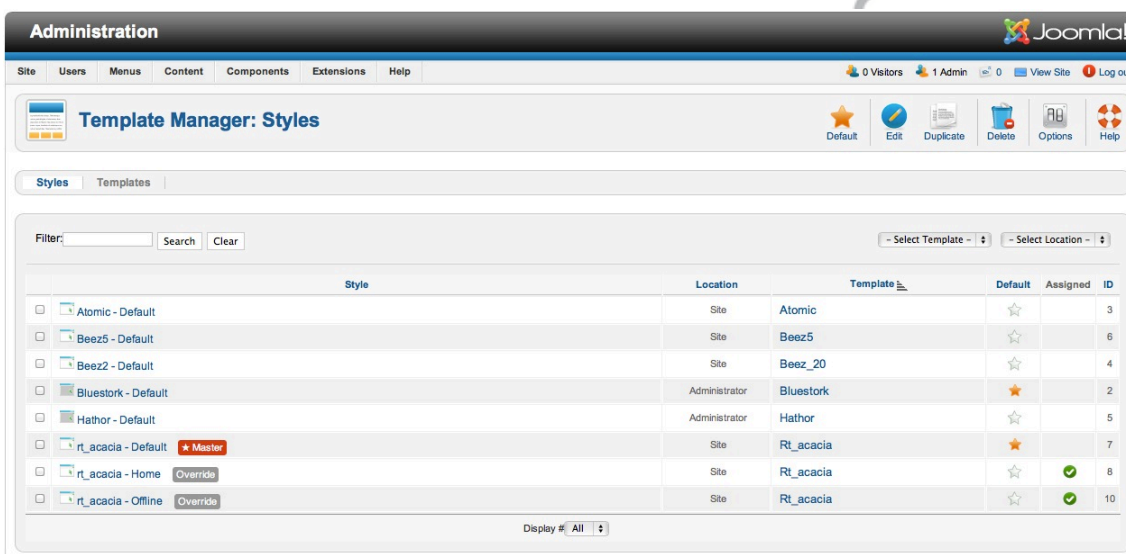 Administration Joomla!
Site Users Menus Content Components Extensions Help 0 Visitors 1 Admin 0 View Site Log ou
Template Manager: Styles
Default Edit Duplicate Delete Options Help
Styles Templates
Filter: Search Clear - Select Template - - Select Location -
Style Location Template Default Assigned ID
Atomic - Default Site Atomic 3
Beez5 - Default Site Beez5 6
Beez2 - Default Site Beez_20 4
Bluestork - Default Administrator Bluestork 2
Hathor - Default Administrator Hathor 5
rt_acacia - Default ★ Master Site Rt_acacia 7
rt_acacia - Home Override Site Rt_acacia 8
rt_acacia - Offline Override Site Rt_acacia 10
Display # All